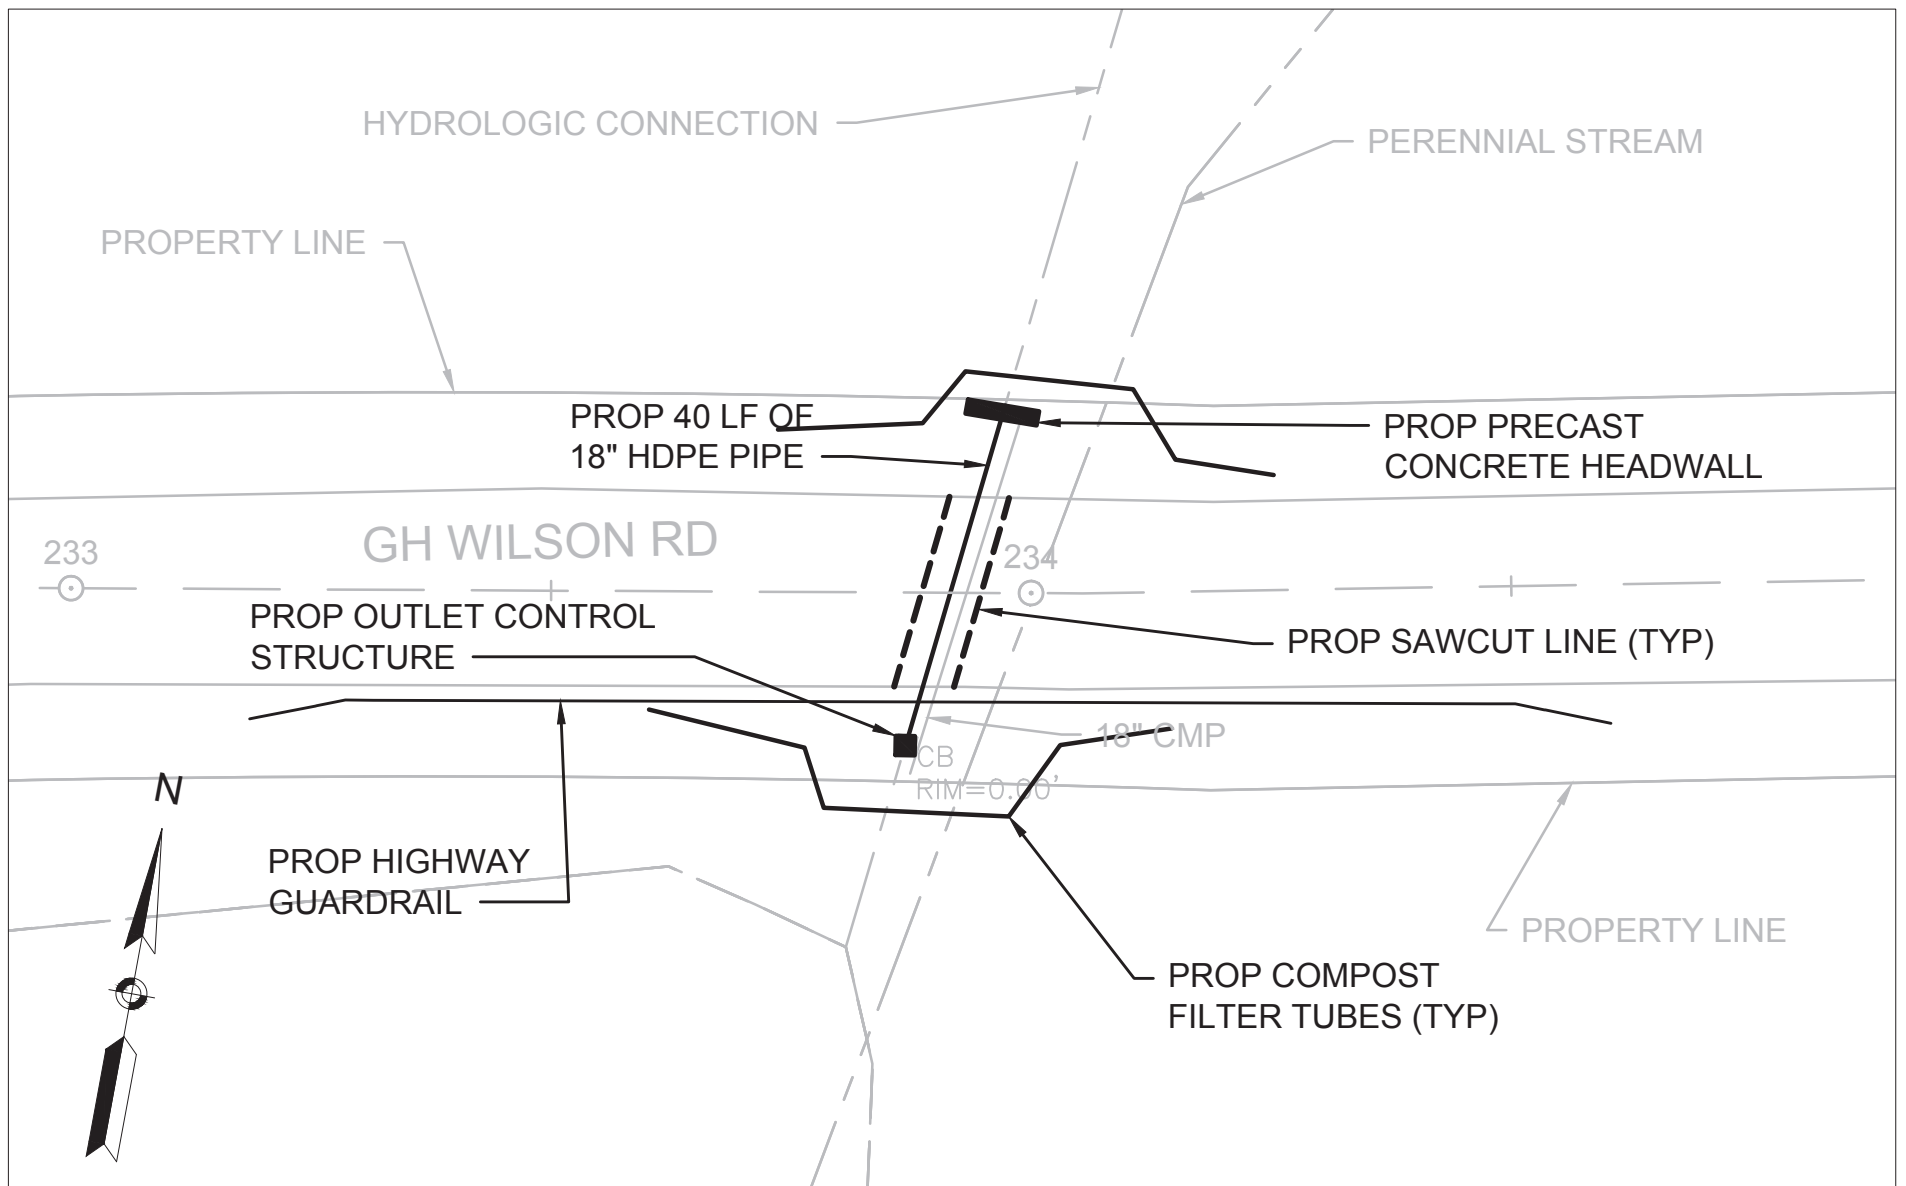 HYDROLOGIC CONNECTION
PERENNIAL STREAM
PROPERTY LINE
PROP 40 LF OF
18" HDPE PIPE
PROP PRECAST
CONCRETE HEADWALL
233
GH WILSON RD
234
PROP OUTLET CONTROL
STRUCTURE
PROP SAWCUT LINE (TYP)
18" CMP
CB
RIM=0.00'
N
PROP HIGHWAY
GUARDRAIL
PROPERTY LINE
PROP COMPOST
FILTER TUBES (TYP)